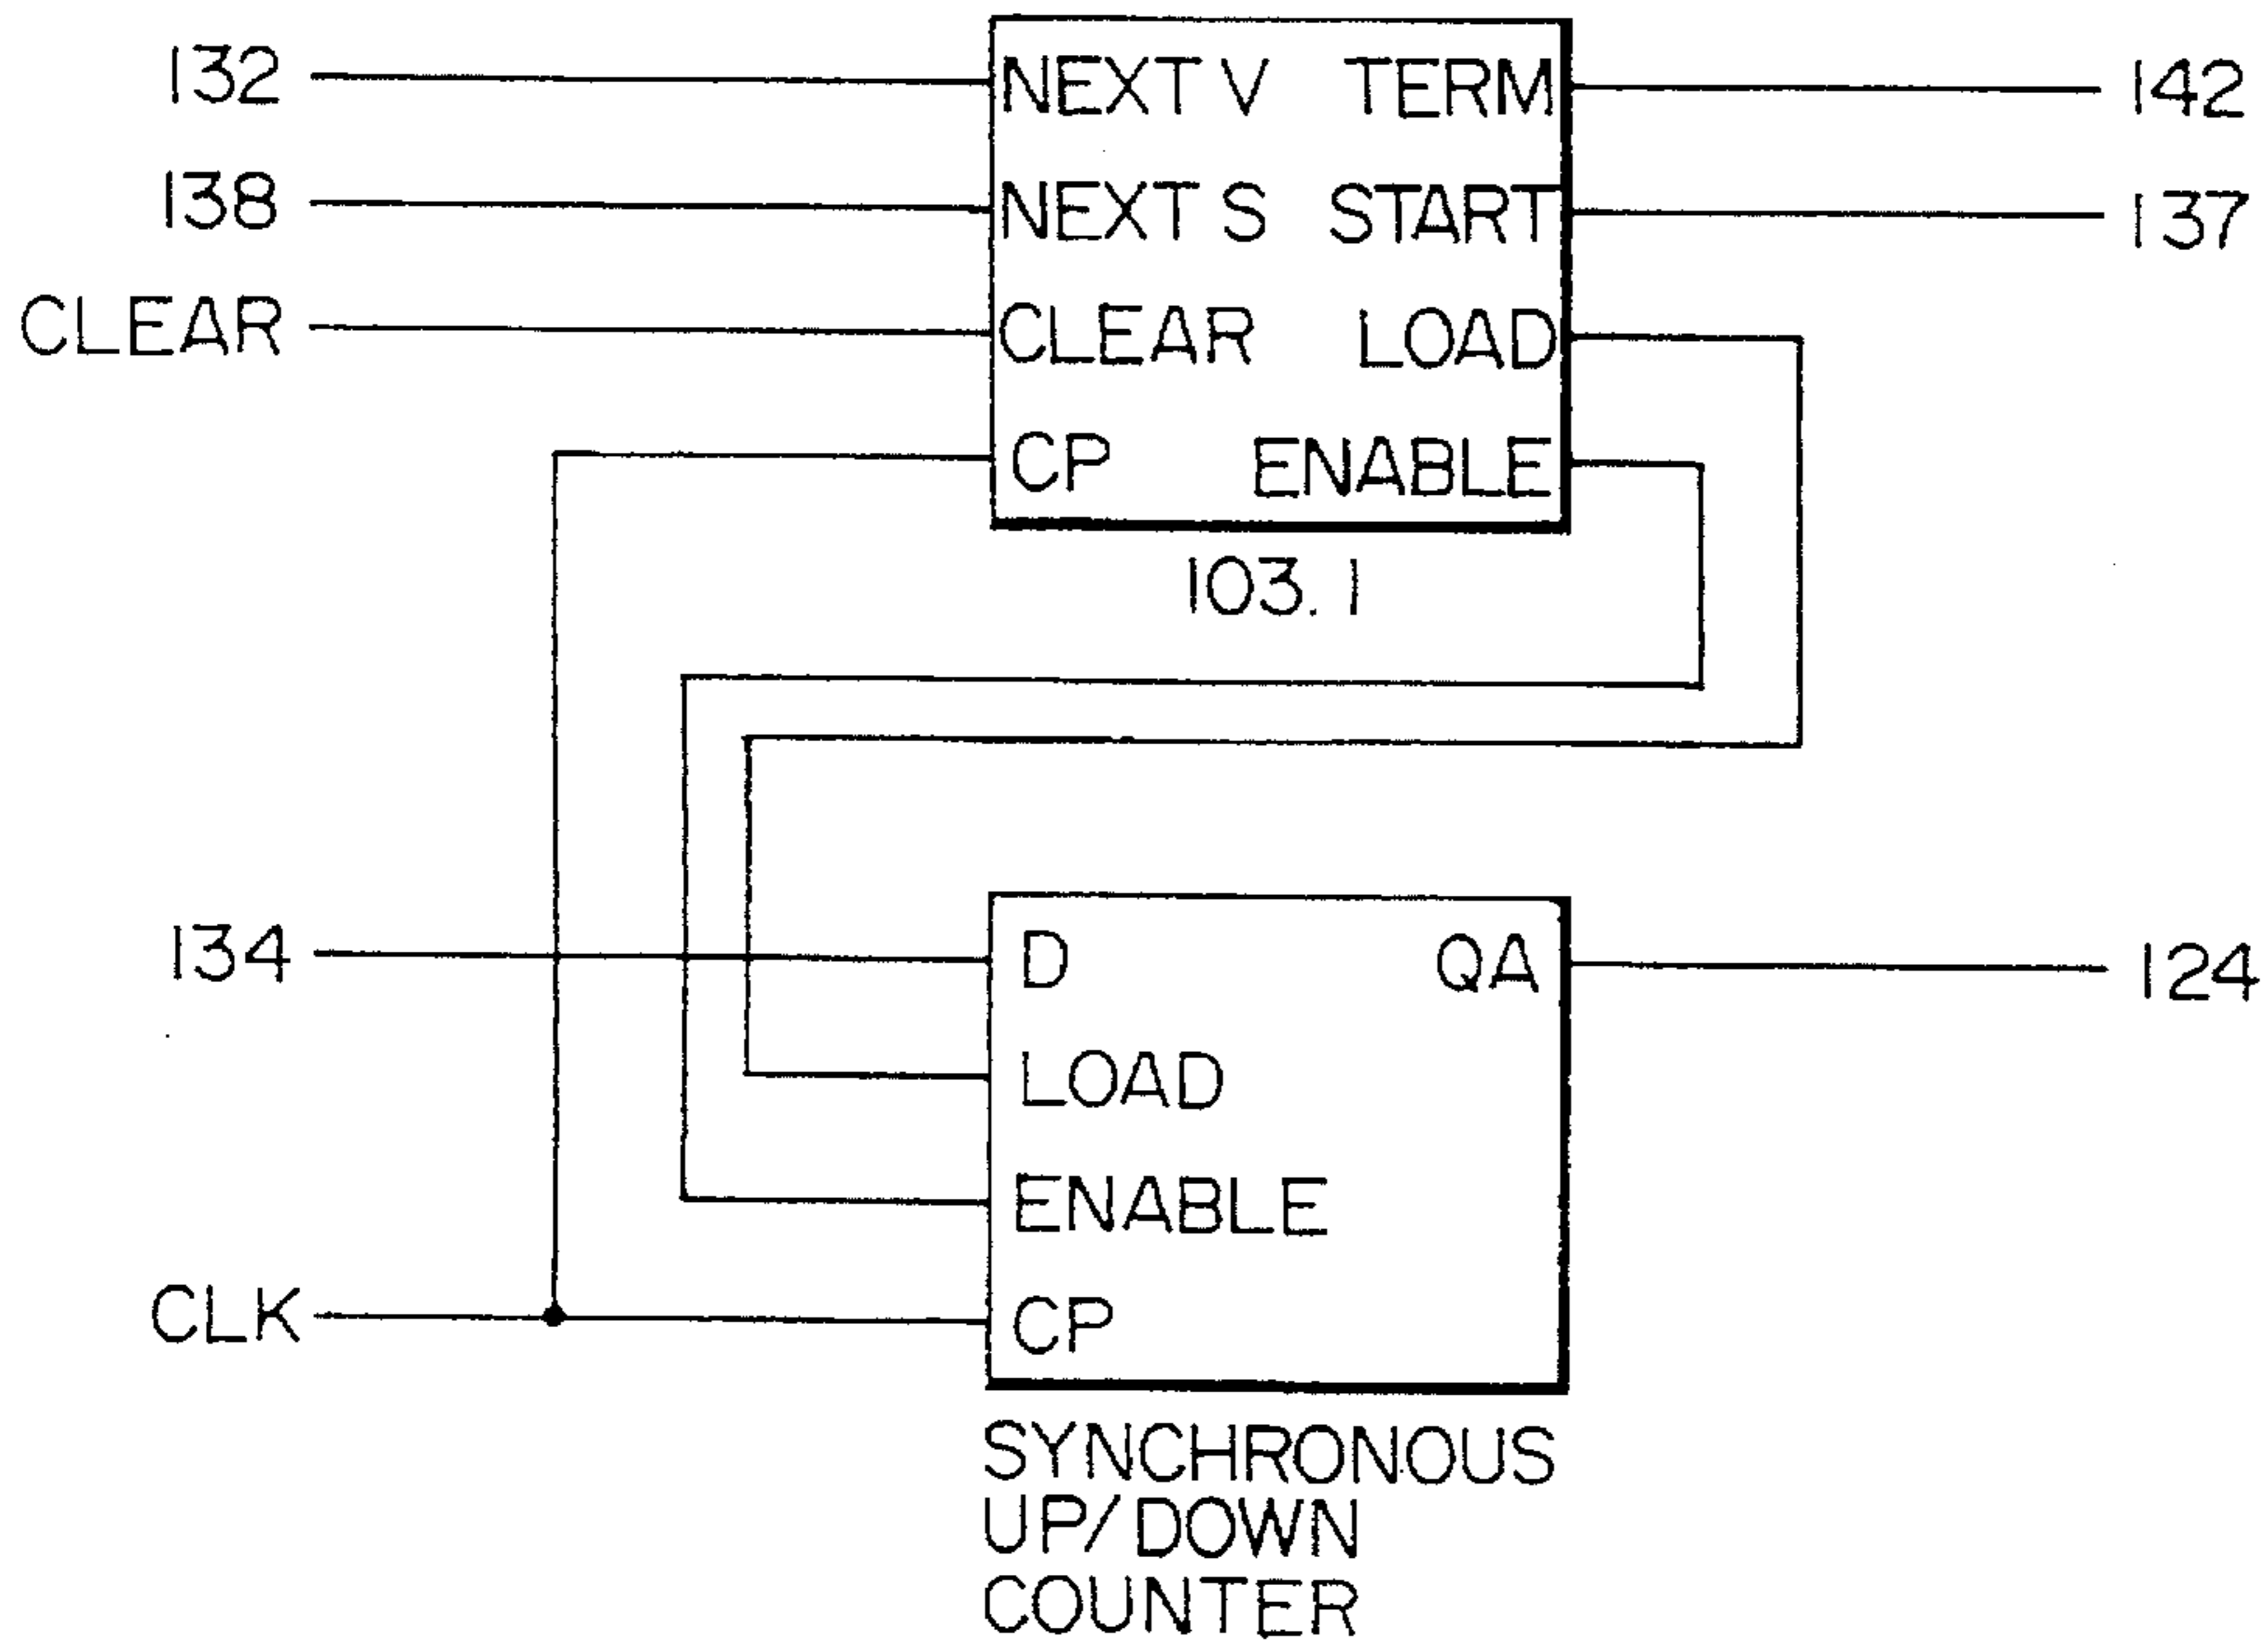 132 NEXT V TERM 142
138 NEXT S START 137
CLEAR CLEAR LOAD
CP ENABLE
103.1
134 D QA 124
LOAD
ENABLE
CLK CP
SYNCHRONOUS
UP/DOWN
COUNTER